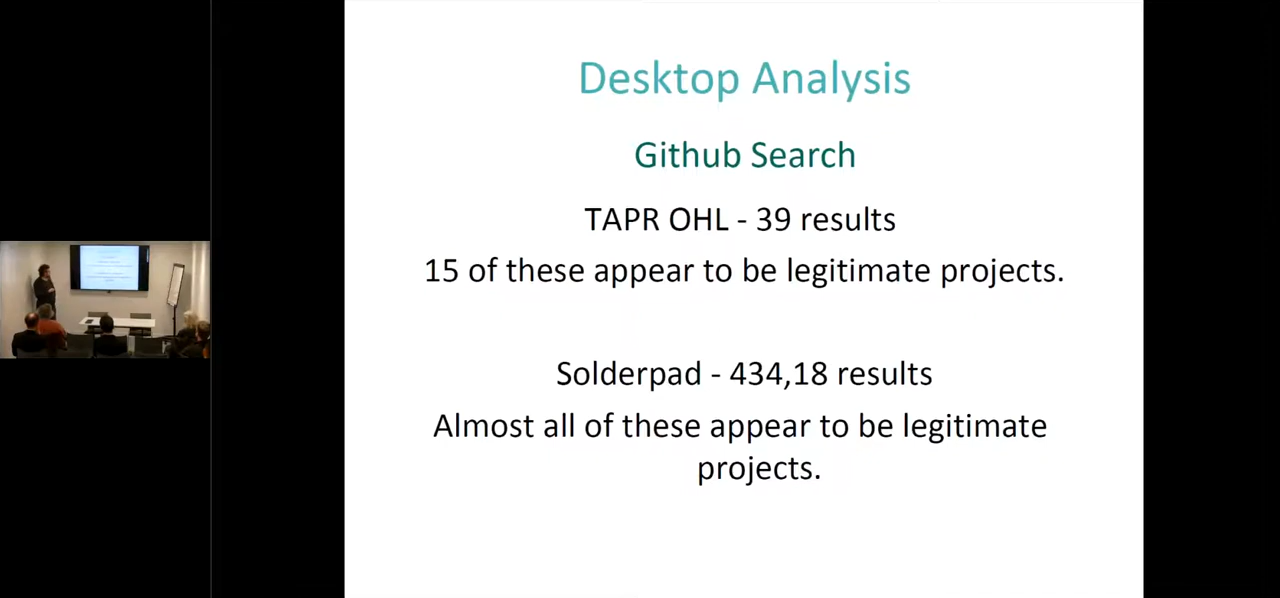 Desktop Analysis
Github Search
TAPR OHL - 39 results
15 of these appear to be legitimate projects.
Solderpad - 434,18 results
Almost all of these appear to be legitimate
projects.